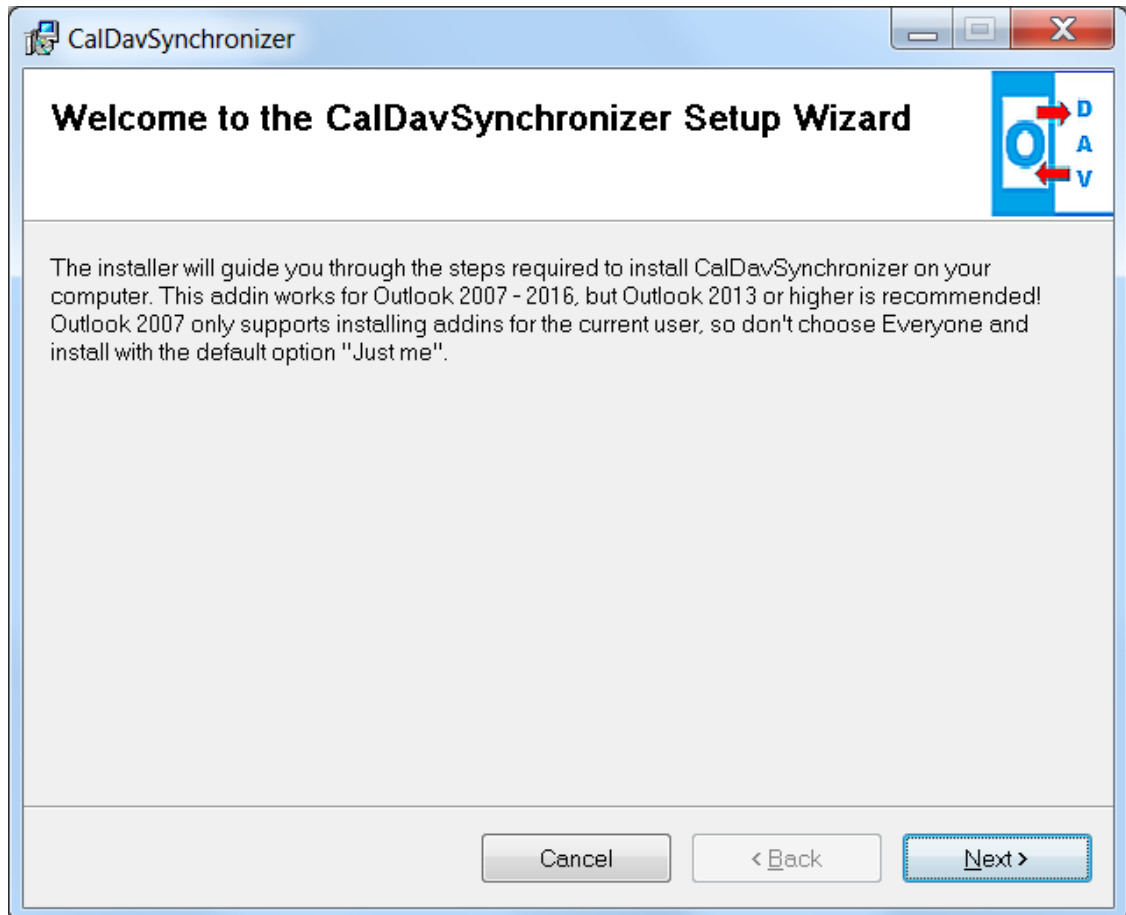 CalDavSynchronizer
Welcome to the CalDavSynchronizer Setup Wizard
O
D
A
V
The installer will guide you through the steps required to install CalDavSynchronizer on your
computer. This addin works for Outlook 2007 - 2016, but Outlook 2013 or higher is recommended!
Outlook 2007 only supports installing addins for the current user, so don't choose Everyone and
install with the default option "Just me".
Cancel
< Back
Next >